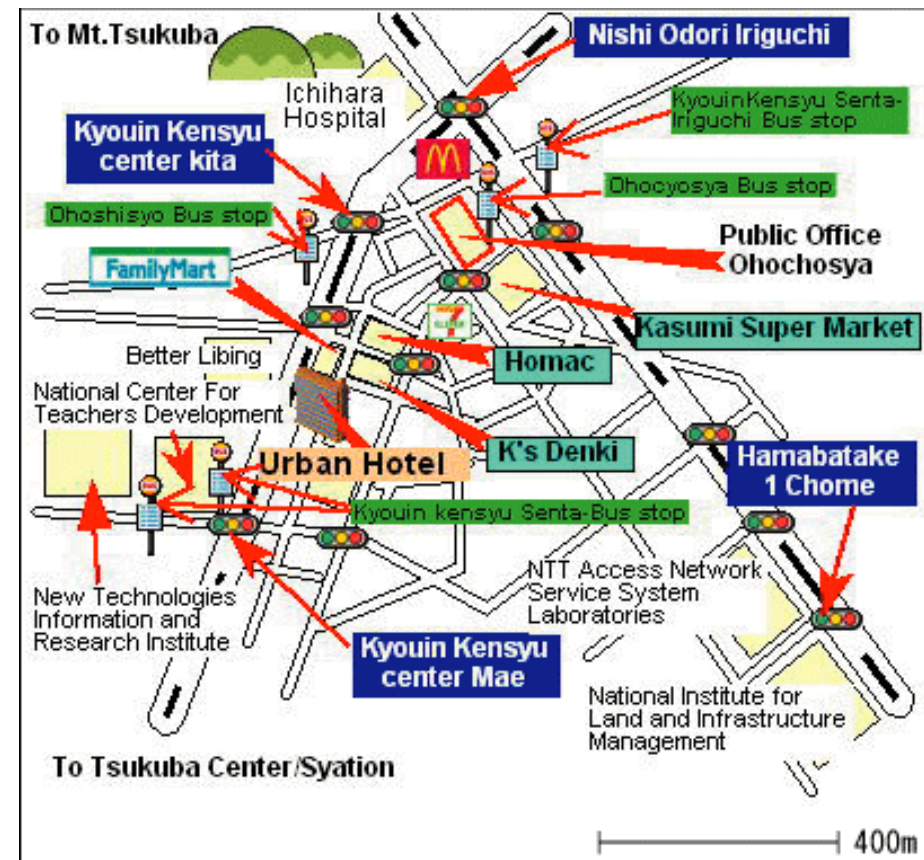 To Mt.Tsukuba
Nishi Odori Iriguchi
Ichihara
Hospital
KyouinKensyu Senta-
Iriguchi Bus stop
Kyouin Kensyu
center kita
Ohocyosya Bus stop
Ohoshisyo Bus stop
Public Office
Ohochosya
FamilyMart
Kasumi Super Market
Better Libing
Homac
National Center For
Teachers Development
K's Denki
Urban Hotel
Hamabatake
1 Chome
Kyouin kensyu Senta-Bus stop
NTT Access Network
Service System
Laboratories
New Technologies
Information and
Research Institute
Kyouin Kensyu
center Mae
National Institute for
Land and Infrastructure
Management
To Tsukuba Center/Syation
400m